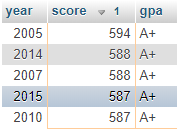 year score 1 gpa
2005 594 A+
2014 588 A+
2007 588 A+
2015 587 A+
2010 587 A+